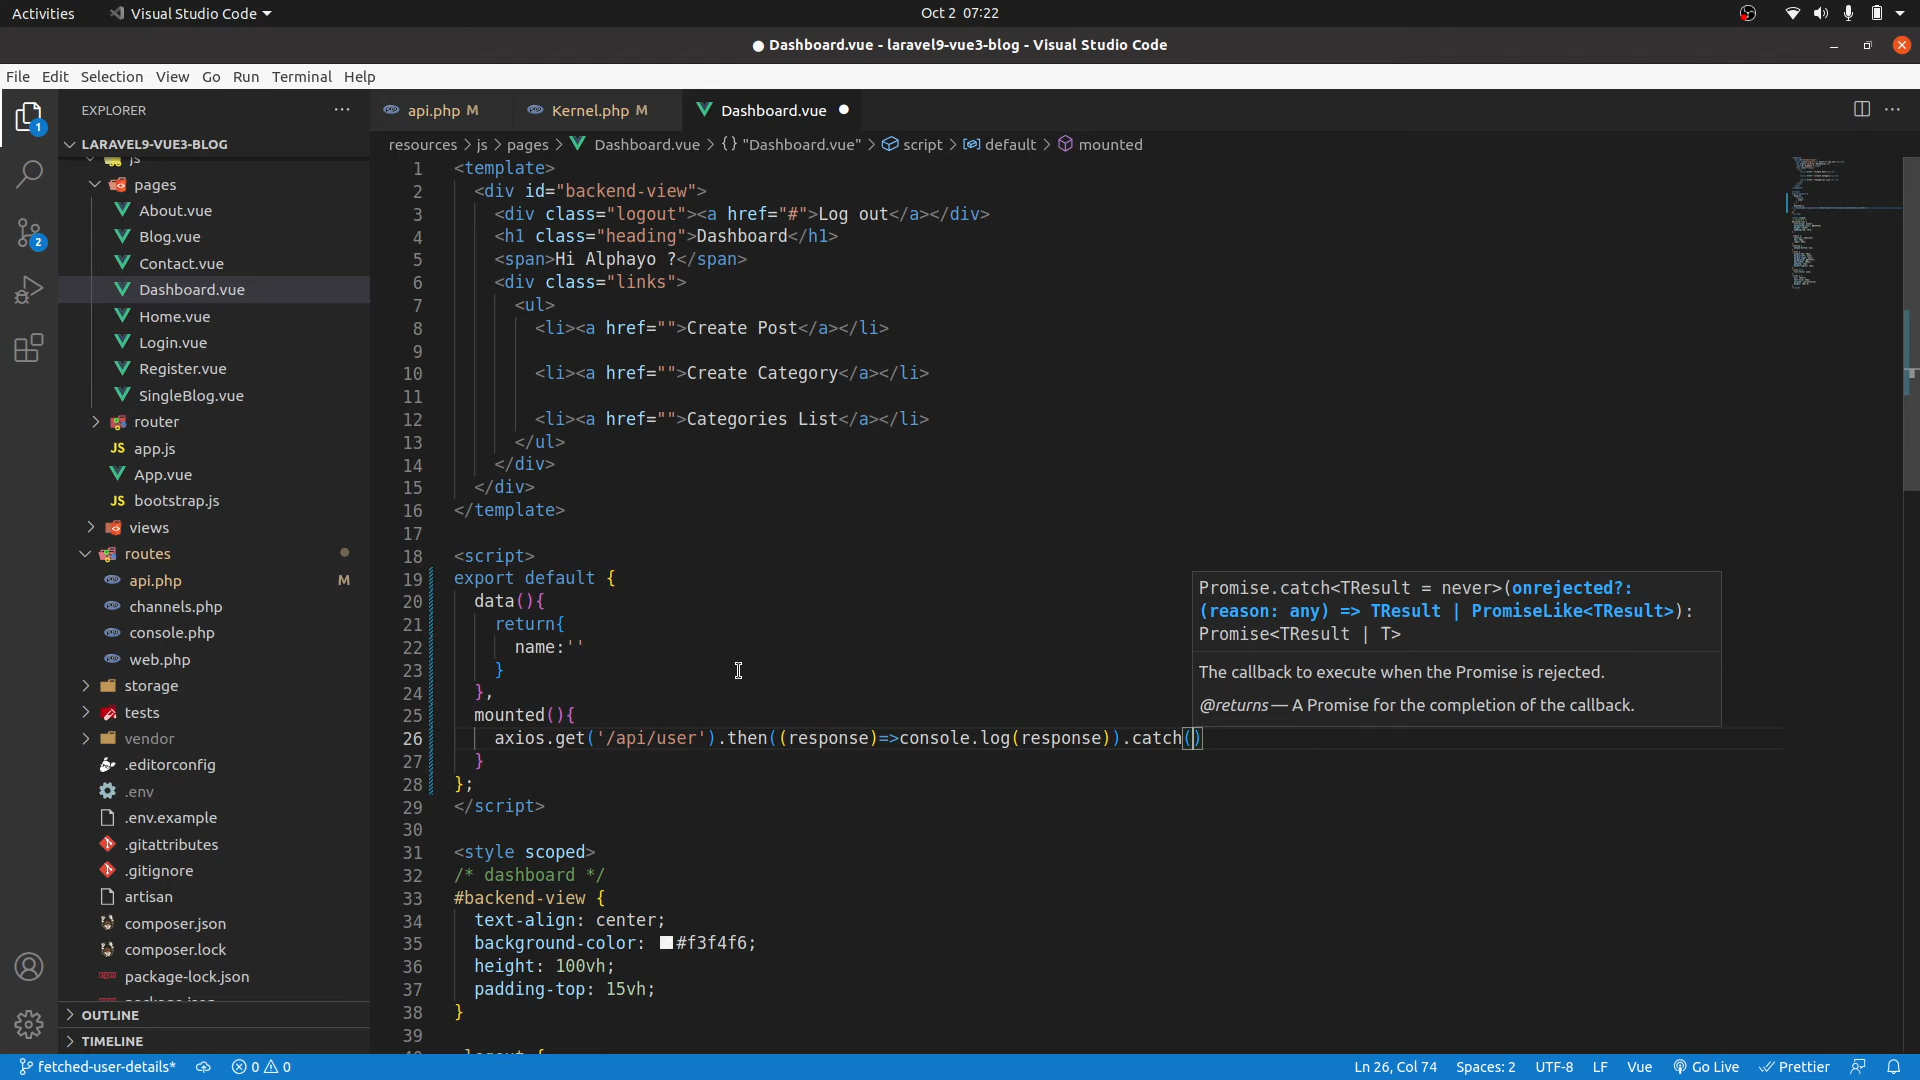 Activities
Visual Studio Code
Oct 2 07:22
● Dashboard.vue - laravel9-vue3-blog - Visual Studio Code
File Edit Selection View Go Run Terminal Help
EXPLORER
LARAVEL9-VUE3-BLOG
js
pages
About.vue
Blog.vue
Contact.vue
Dashboard.vue
Home.vue
Login.vue
Register.vue
SingleBlog.vue
router
JS app.js
App.vue
JS bootstrap.js
views
routes
api.php M
channels.php
console.php
web.php
storage
tests
vendor
.editorconfig
.env
.env.example
.gitattributes
.gitignore
artisan
composer.json
composer.lock
package-lock.json
package.json
OUTLINE
TIMELINE
1
2
api.php M
Kernel.php M
Dashboard.vue ●
resources > js > pages > Dashboard.vue > {} "Dashboard.vue" > script > default > mounted
1 <template>
2 <div id="backend-view">
3 <div class="logout"><a href="#">Log out</a></div>
4 <h1 class="heading">Dashboard</h1>
5 <span>Hi Alphayo ?</span>
6 <div class="links">
7 <ul>
8 <li><a href="">Create Post</a></li>
9
10 <li><a href="">Create Category</a></li>
11
12 <li><a href="">Categories List</a></li>
13 </ul>
14 </div>
15 </div>
16 </template>
17
18 <script>
19 export default {
20 data(){
21 return{
22 name:''
23 }
24 },
25 mounted(){
26 axios.get('/api/user').then((response)=>console.log(response)).catch()
27 }
28 };
29 </script>
30
31 <style scoped>
32 /* dashboard */
33 #backend-view {
34 text-align: center;
35 background-color: #f3f4f6;
36 height: 100vh;
37 padding-top: 15vh;
38 }
39
40 .logout {
Promise.catch<TResult = never>(onrejected?:
(reason: any) => TResult | PromiseLike<TResult>):
Promise<TResult | T>
The callback to execute when the Promise is rejected.
@returns — A Promise for the completion of the callback.
fetched-user-details*
0 0
Ln 26, Col 74
Spaces: 2
UTF-8
LF
Vue
Go Live
Prettier